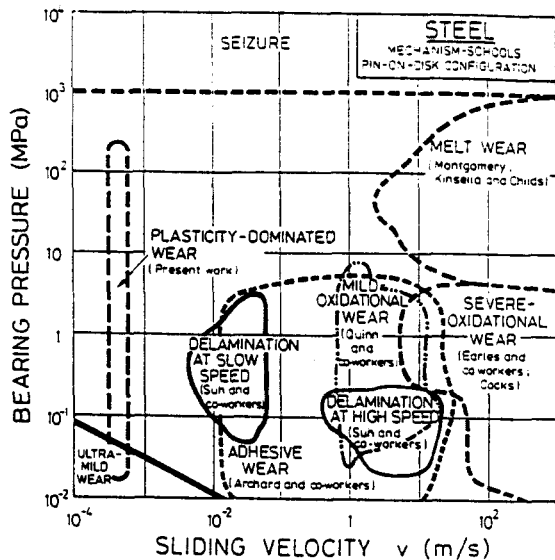 STEEL
MECHANISM-SCHOOLS
PIN-ON-DISK CONFIGURATION
SEIZURE
MELT WEAR
(Montgomery;
Kinsella and Childs)
PLASTICITY-DOMINATED
WEAR
(Present work)
MILD
OXIDATIONAL
WEAR
(Quinn
and
co-workers)
SEVERE-
OXIDATIONAL
WEAR
(Earles and
co-workers;
Cocks)
DELAMINATION
AT SLOW
SPEED
(Suh and
co-workers)
DELAMINATION
AT HIGH SPEED
(Suh and
co-workers)
ULTRA-
MILD
WEAR
ADHESIVE
WEAR
(Archard and co-workers)
BEARING PRESSURE (MPa)
10⁴
10³
10²
10
1
10⁻¹
10⁻²
10⁻⁴
10⁻²
1
10²
SLIDING VELOCITY v (m/s)